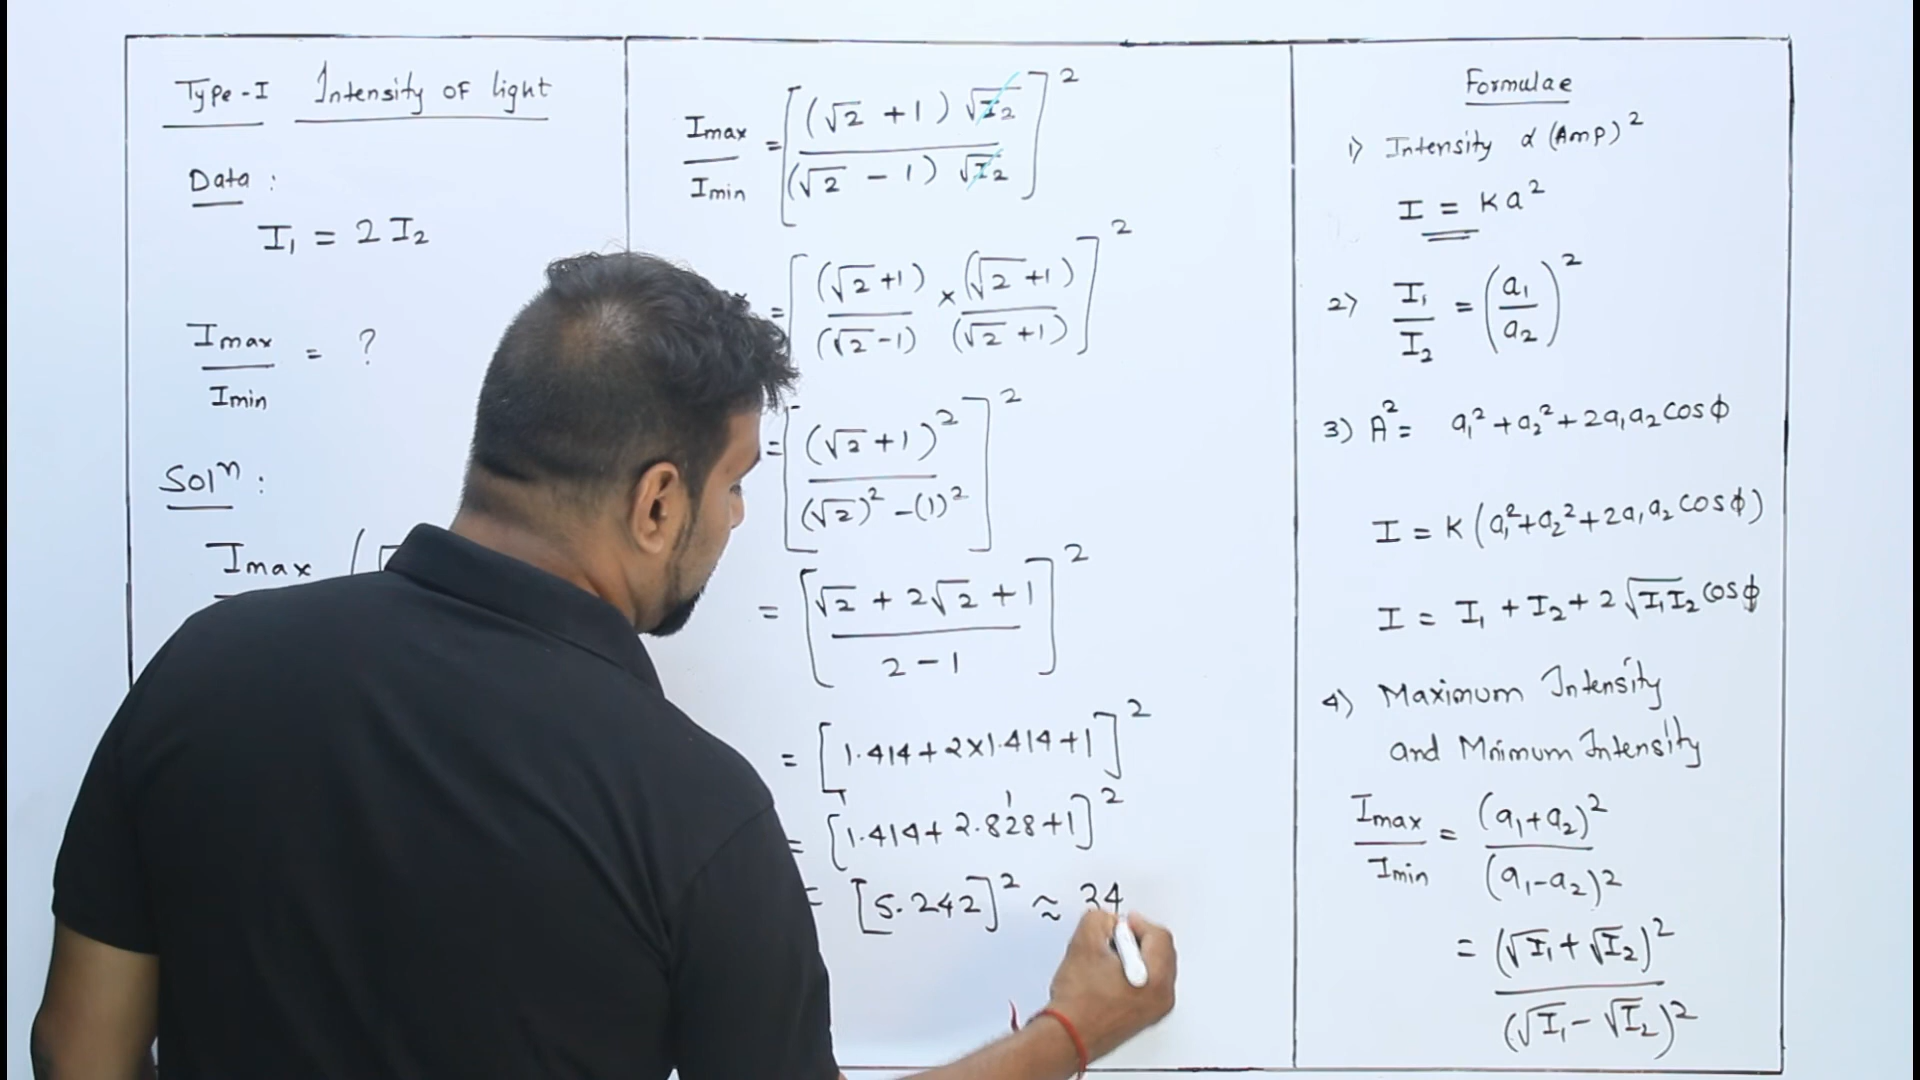 Type-I Intensity OF light
Data :
I₁ = 2 I₂
Imax / Imin = ?
Solⁿ :
Imax
Imax / Imin = [ (√2 + 1) √I₂ / (√2 - 1) √I₂ ]²
= [ (√2+1) / (√2-1) × (√2+1) / (√2+1) ]²
= [ (√2+1)² / (√2)² - (1)² ]²
= [ √2 + 2√2 + 1 / 2 - 1 ]²
= [1.414 + 2×1.414 + 1]²
= [1.414 + 2.828 + 1]²
= [5.242]² ≈ 34
Formulae
1) Intensity α (Amp)²
I = Ka²
2) I₁ / I₂ = (a₁ / a₂)²
3) A² = a₁² + a₂² + 2a₁a₂ cos ϕ
I = K (a₁² + a₂² + 2a₁a₂ cos ϕ)
I = I₁ + I₂ + 2 √I₁I₂ cos ϕ
4) Maximum Intensity
and Mnimum Intensity
Imax / Imin = (a₁+a₂)² / (a₁-a₂)²
= (√I₁ + √I₂)² / (√I₁ - √I₂)²